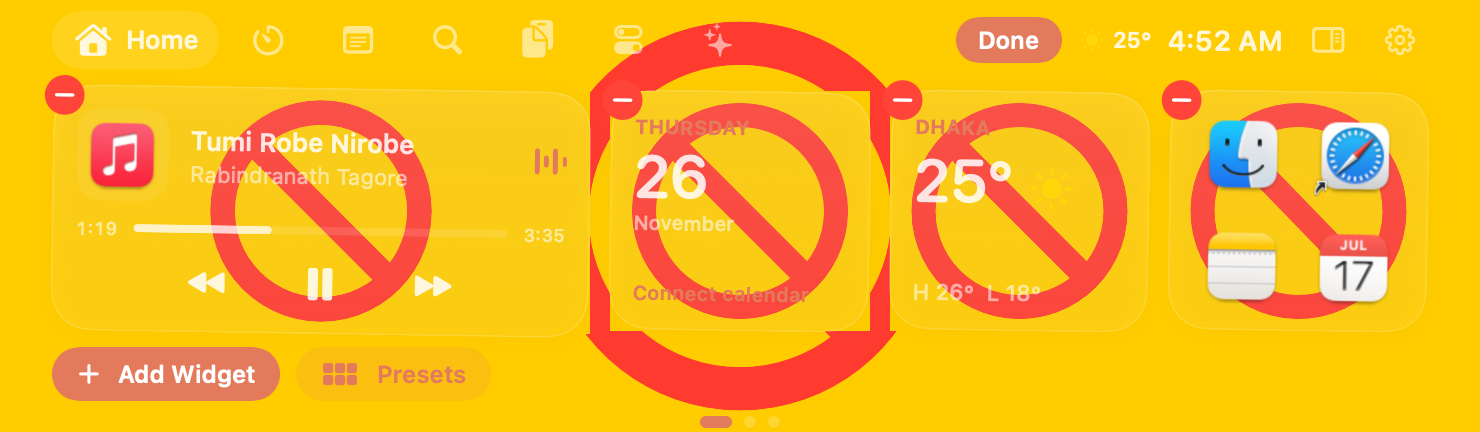 Home
Done
25°
4:52 AM
Tumi Robe Nirobe
Rabindranath Tagore
1:19
3:35
THURSDAY
26
November
Connect calendar
DHAKA
25°
H 26° L 18°
JUL
17
Add Widget
Presets